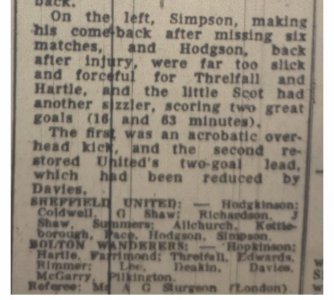 back.
On the left, Simpson, making
his come-back after missing six
matches, and Hodgson, back
after injury, were far too slick
and forceful for Threlfall and
Hartle, and the little Scot had
another sizzler, scoring two great
goals (16 and 63 minutes).
The first was an acrobatic over-
head kick, and the second re-
stored United's two-goal lead,
which had been reduced by
Davies.
SHEFFIELD UNITED: — Hodgkinson;
Coldwell, G Shaw; Richardson, J
Shaw, Summers; Allchurch, Kettle-
borough, Pace, Hodgson, Simpson.
BOLTON WANDERERS: — Hopkinson;
Hartle, Farrimond; Threlfall, Edwards,
Rimmer; Lee, Deakin, Davies,
McGarry, Pilkington.
Referee: Mr G Sturgeon (London)